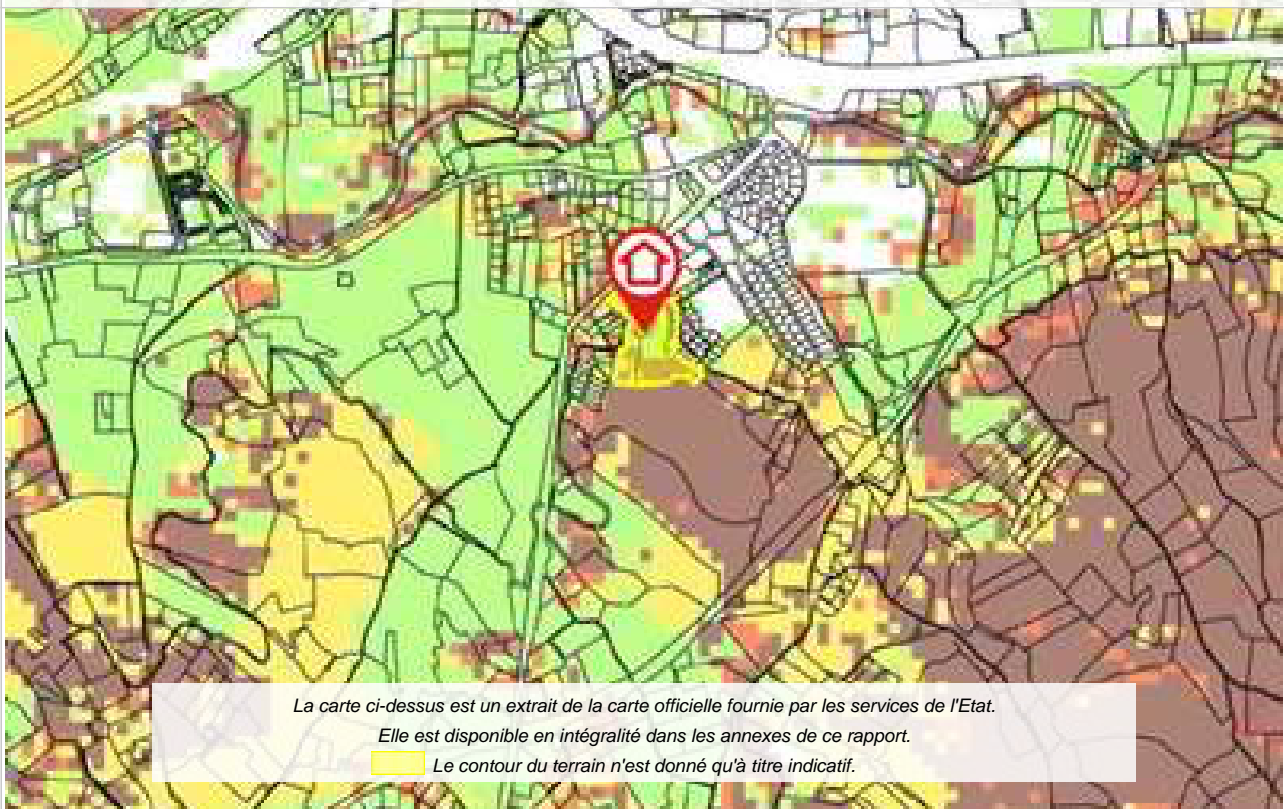 La carte ci-dessus est un extrait de la carte officielle fournie par les services de l'Etat.
Elle est disponible en intégralité dans les annexes de ce rapport.
Le contour du terrain n'est donné qu'à titre indicatif.